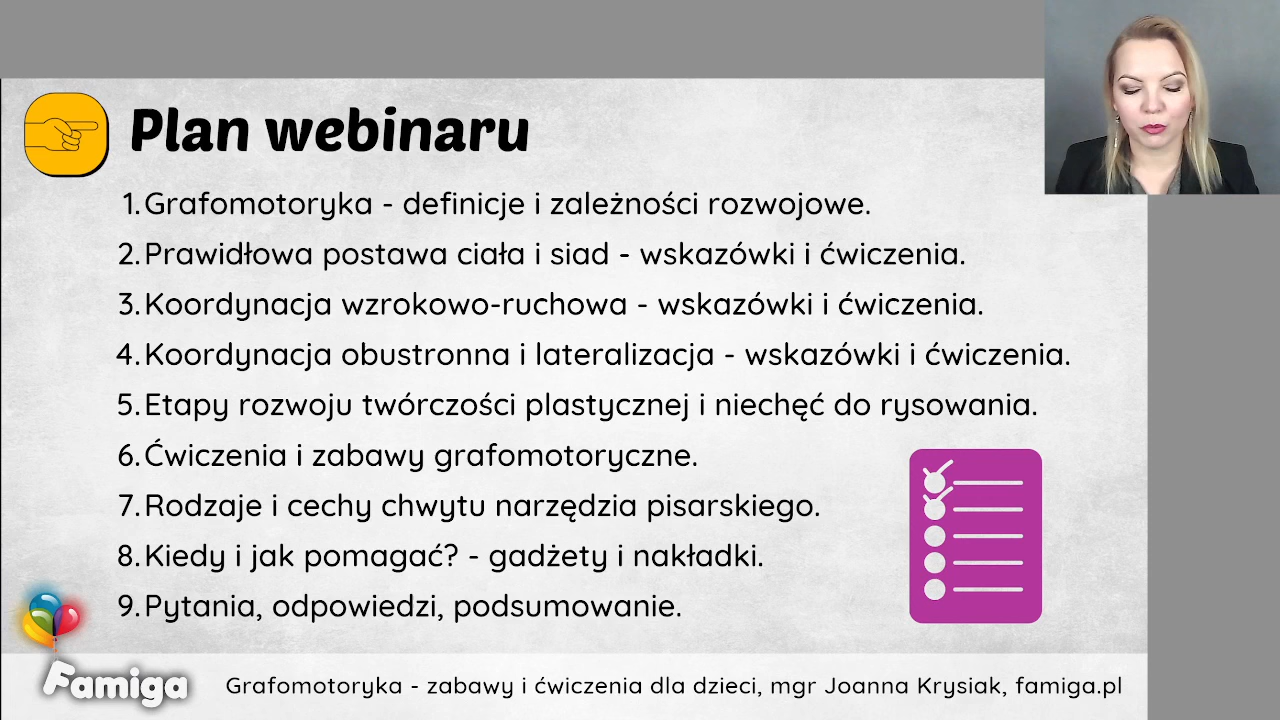 Plan webinaru
1. Grafomotoryka - definicje i zależności rozwojowe.
2. Prawidłowa postawa ciała i siad - wskazówki i ćwiczenia.
3. Koordynacja wzrokowo-ruchowa - wskazówki i ćwiczenia.
4. Koordynacja obustronna i lateralizacja - wskazówki i ćwiczenia.
5. Etapy rozwoju twórczości plastycznej i niechęć do rysowania.
6. Ćwiczenia i zabawy grafomotoryczne.
7. Rodzaje i cechy chwytu narzędzia pisarskiego.
8. Kiedy i jak pomagać? - gadżety i nakładki.
9. Pytania, odpowiedzi, podsumowanie.
Famiga
Grafomotoryka - zabawy i ćwiczenia dla dzieci, mgr Joanna Krysiak, famiga.pl